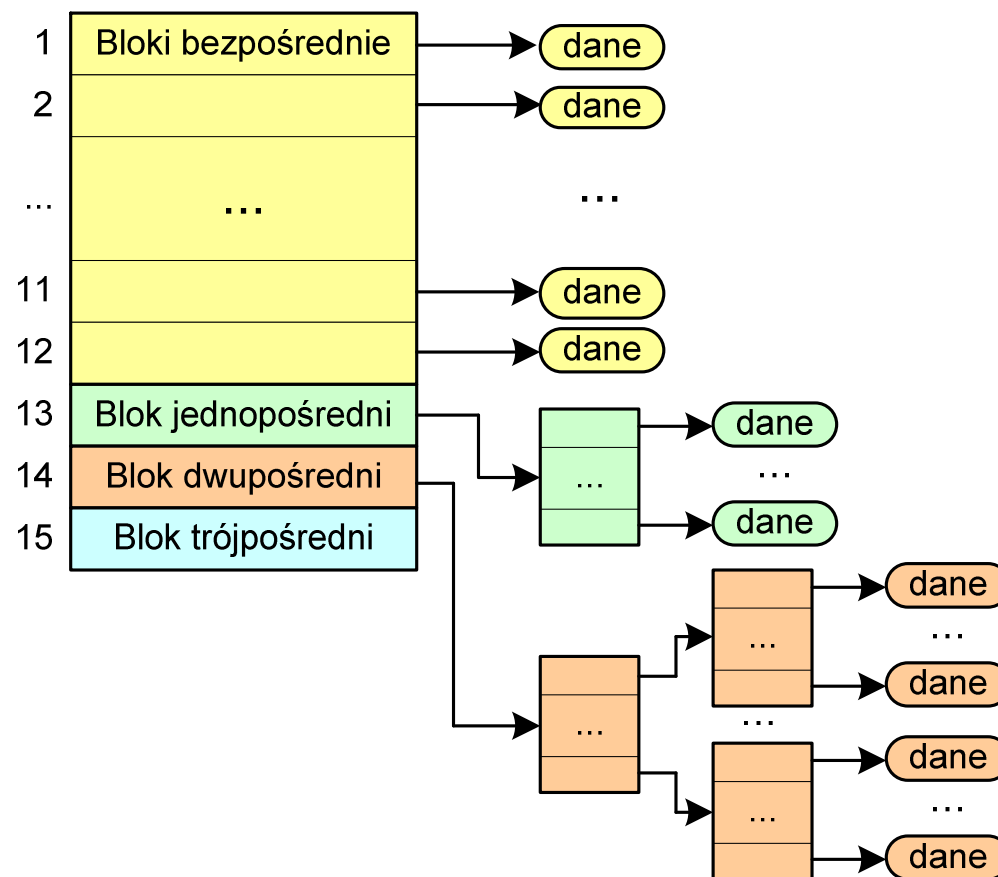 1 Bloki bezpośrednie dane
2 dane
... ... ...
11 dane
12 dane
13 Blok jednopośredni dane
14 Blok dwupośredni ... ...
15 Blok trójpośredni dane
dane
... ...
dane
... ...
dane
... ...
dane